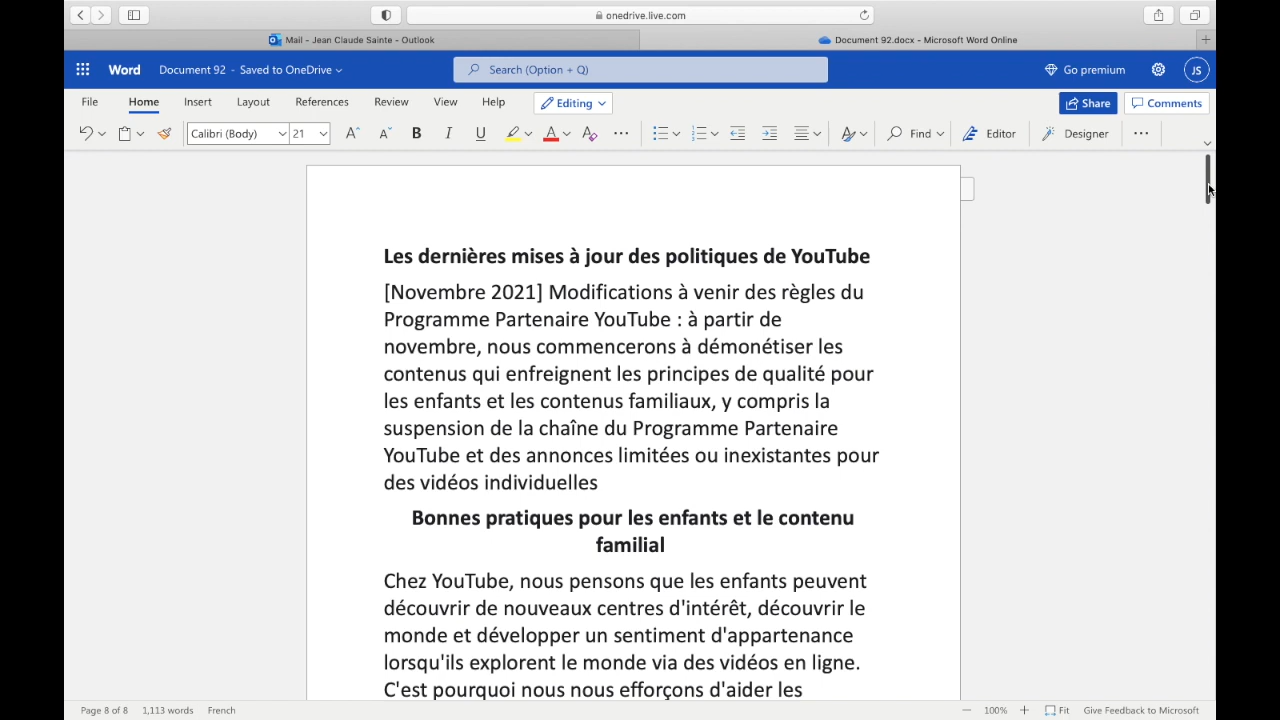 onedrive.live.com
Mail - Jean Claude Sainte - Outlook
Document 92.docx - Microsoft Word Online
Word
Document 92 - Saved to OneDrive
Search (Option + Q)
Go premium
JS
File Home Insert Layout References Review View Help Editing
Share
Comments
Calibri (Body) 21
Find
Editor
Designer
Les dernières mises à jour des politiques de YouTube
[Novembre 2021] Modifications à venir des règles du
Programme Partenaire YouTube : à partir de
novembre, nous commencerons à démonétiser les
contenus qui enfreignent les principes de qualité pour
les enfants et les contenus familiaux, y compris la
suspension de la chaîne du Programme Partenaire
YouTube et des annonces limitées ou inexistantes pour
des vidéos individuelles
Bonnes pratiques pour les enfants et le contenu
familial
Chez YouTube, nous pensons que les enfants peuvent
découvrir de nouveaux centres d'intérêt, découvrir le
monde et développer un sentiment d'appartenance
lorsqu'ils explorent le monde via des vidéos en ligne.
C'est pourquoi nous nous efforçons d'aider les
Page 8 of 8 1,113 words French
100% Fit Give Feedback to Microsoft